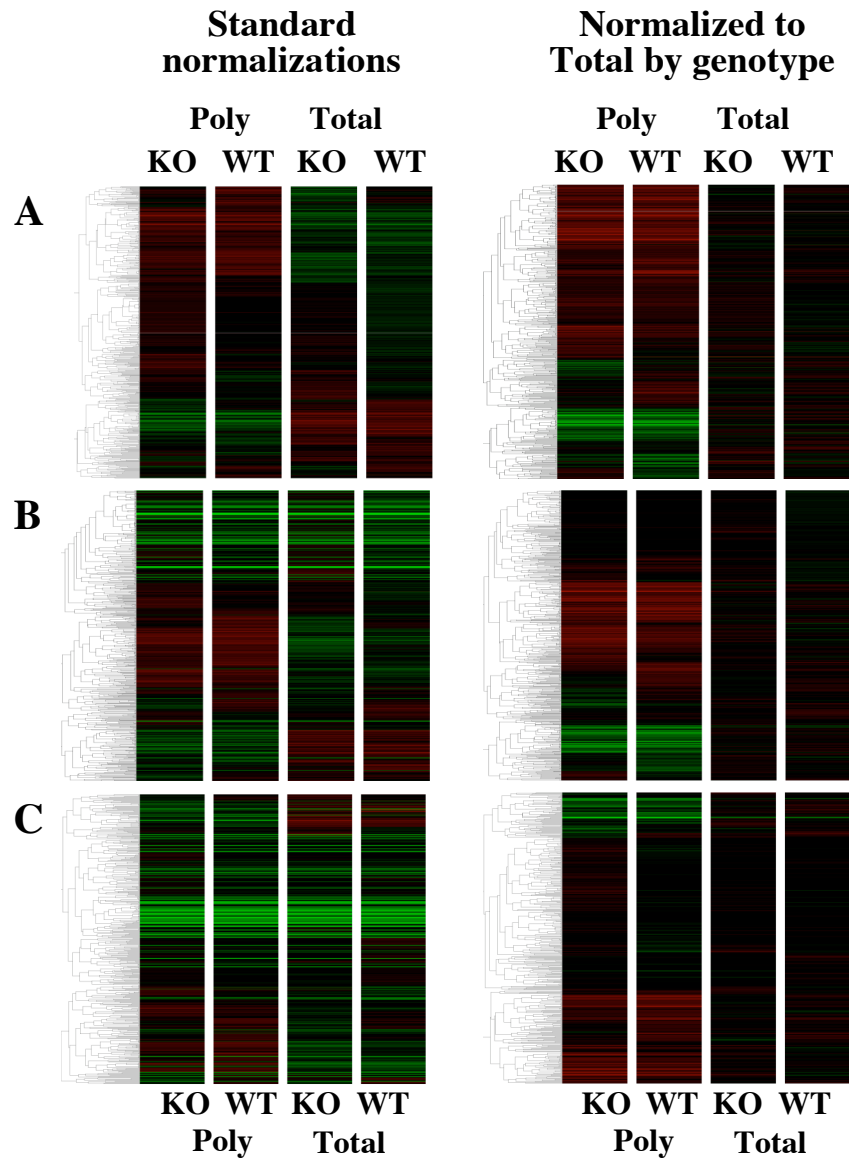 Standard
normalizations
Normalized to
Total by genotype
Poly Total
KO WT KO WT
Poly Total
KO WT KO WT
A
B
C
KO WT KO WT
Poly Total
KO WT KO WT
Poly Total